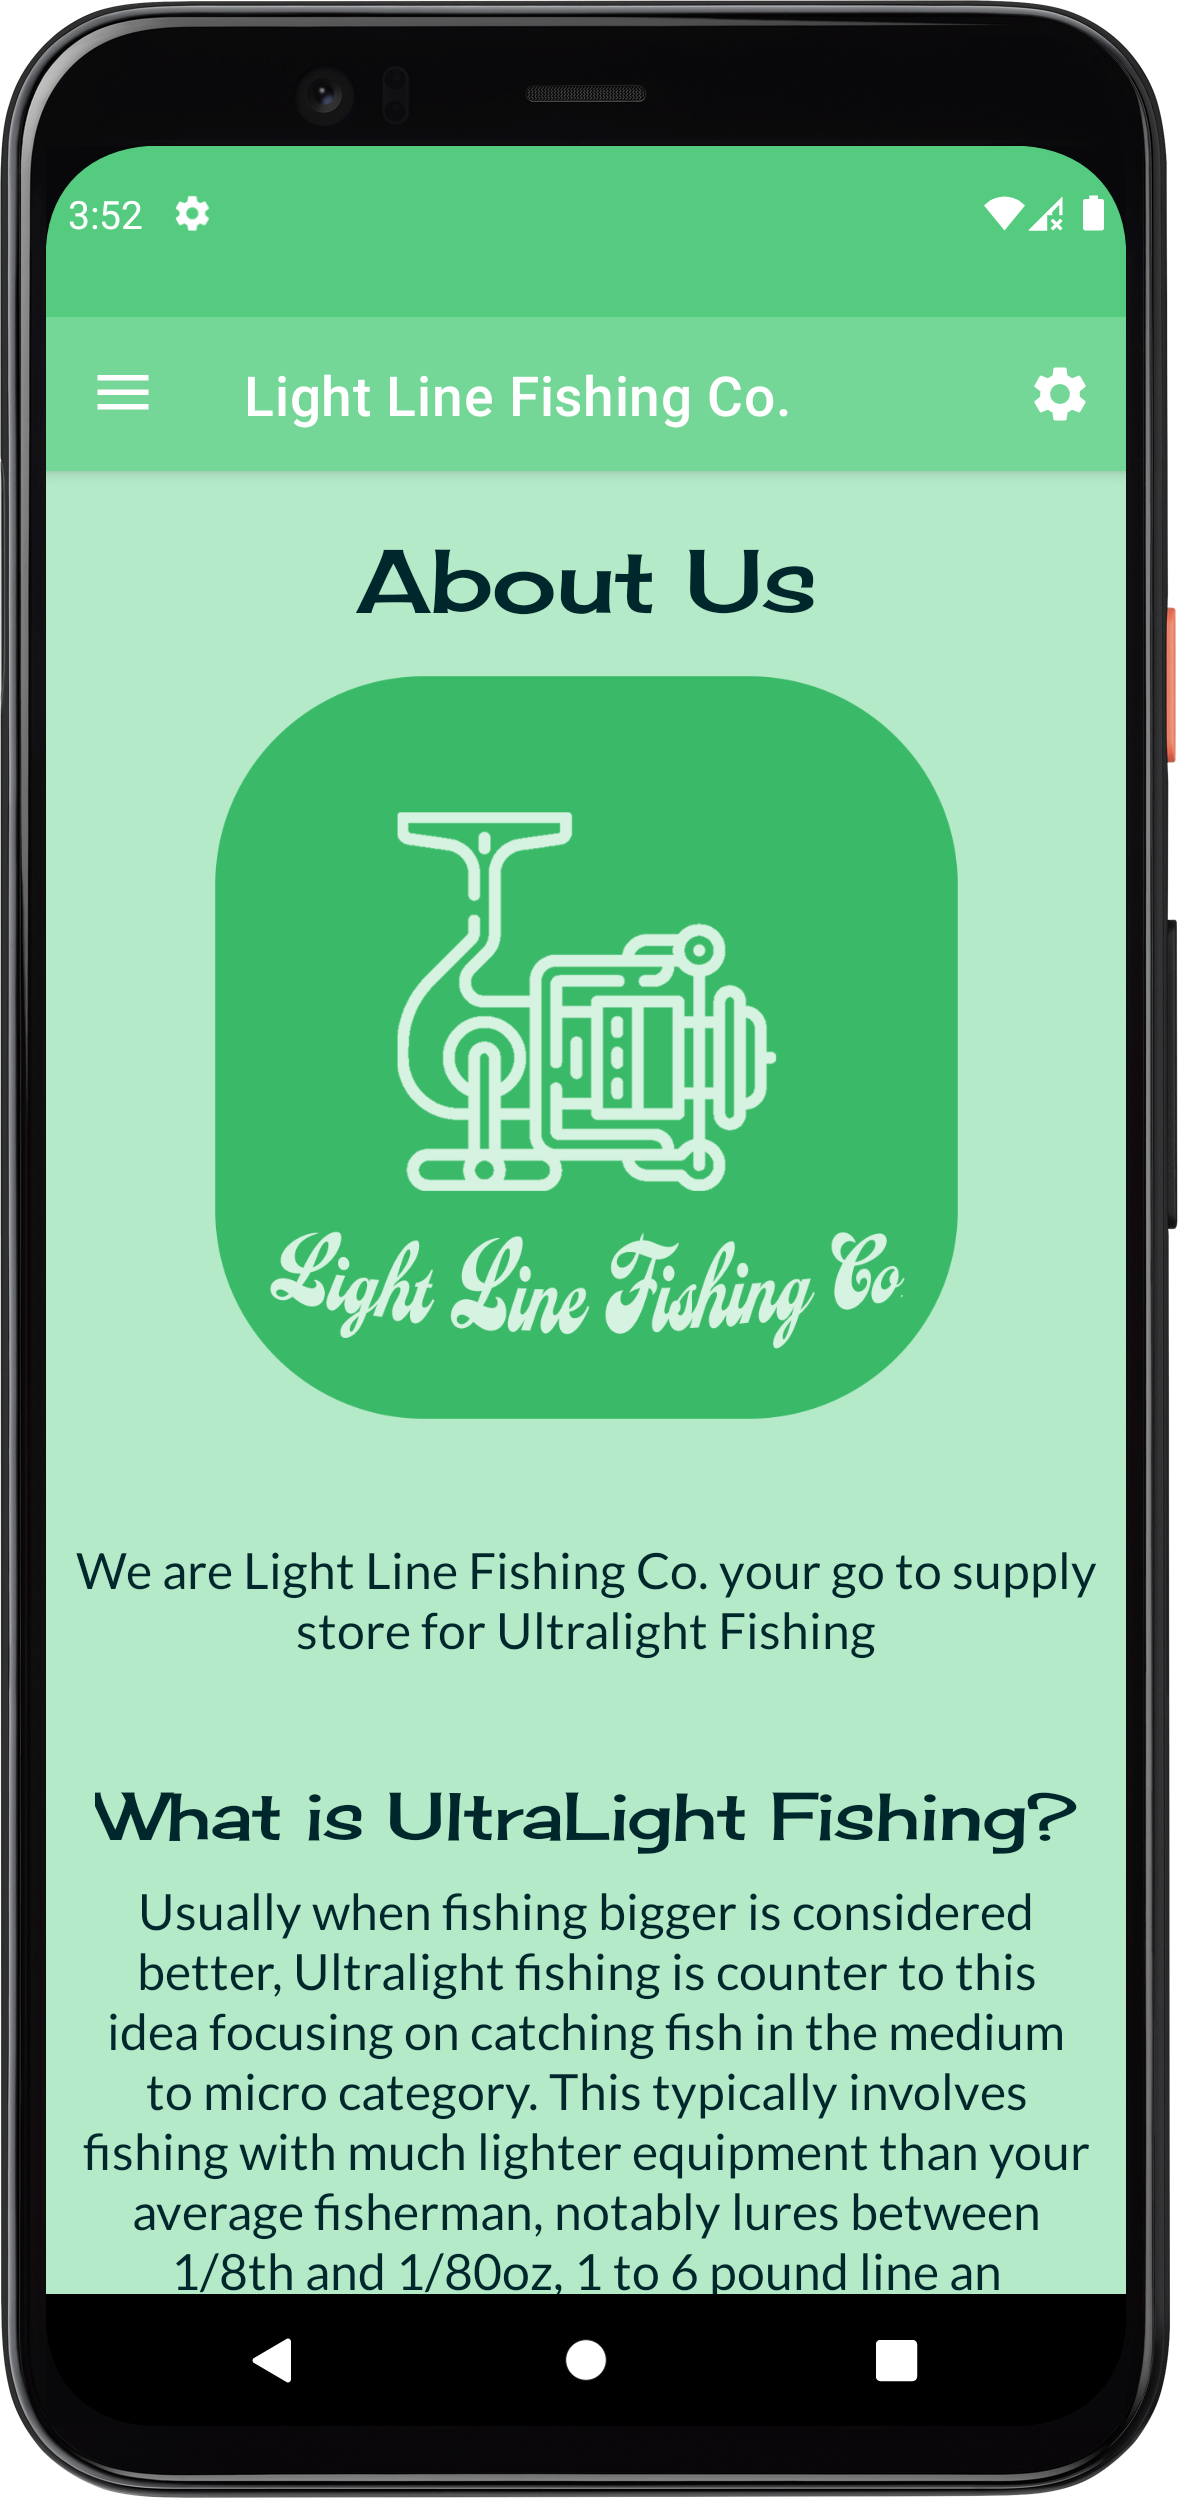 3:52
Light Line Fishing Co.
About Us
Light Line Fishing Co.
We are Light Line Fishing Co. your go to supply
store for Ultralight Fishing
What is UltraLight Fishing?
Usually when fishing bigger is considered
better, Ultralight fishing is counter to this
idea focusing on catching fish in the medium
to micro category. This typically involves
fishing with much lighter equipment than your
average fisherman, notably lures between
1/8th and 1/80oz, 1 to 6 pound line an